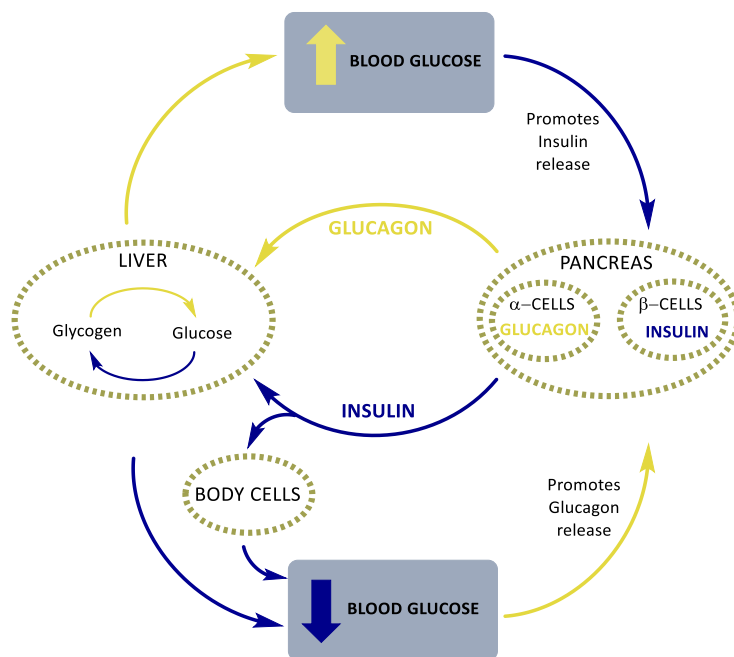 BLOOD GLUCOSE
Promotes
Insulin
release
GLUCAGON
LIVER
Glycogen
Glucose
PANCREAS
α–CELLS
GLUCAGON
β–CELLS
INSULIN
INSULIN
BODY CELLS
Promotes
Glucagon
release
BLOOD GLUCOSE